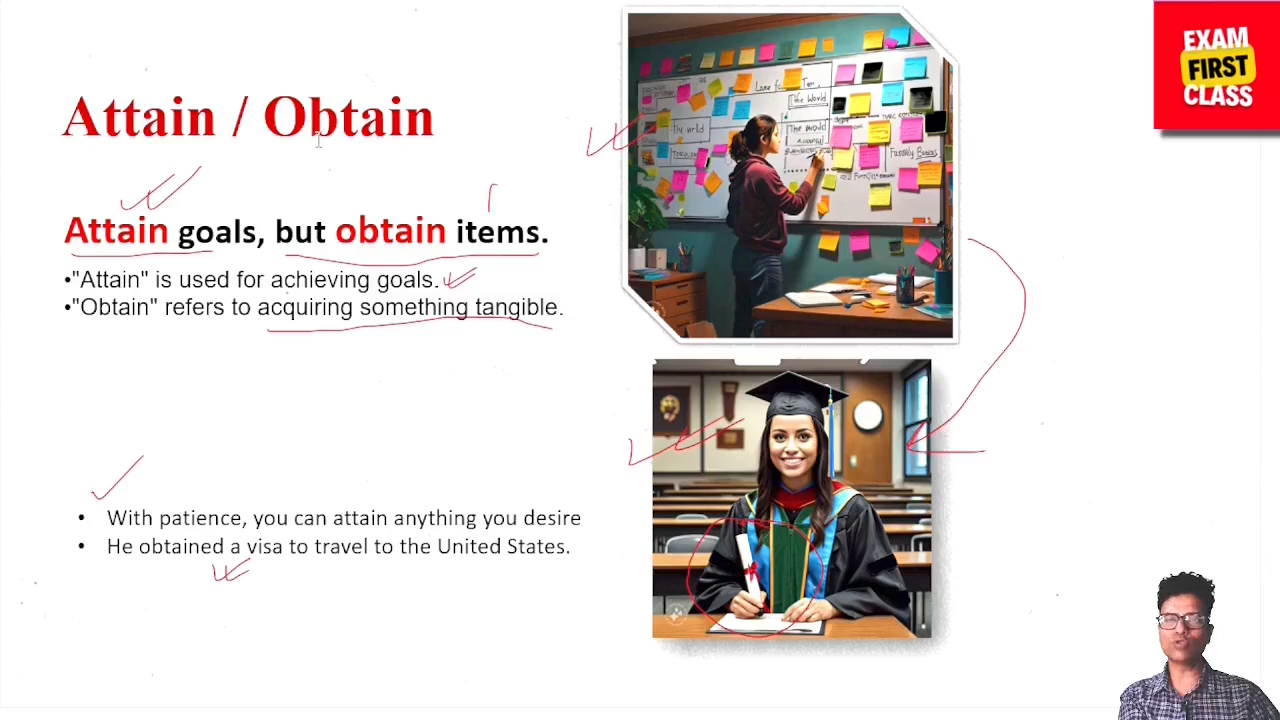 Attain / Obtain
Attain goals, but obtain items.
•"Attain" is used for achieving goals.
•"Obtain" refers to acquiring something tangible.
• With patience, you can attain anything you desire
• He obtained a visa to travel to the United States.
The World
EXAM
FIRST
CLASS